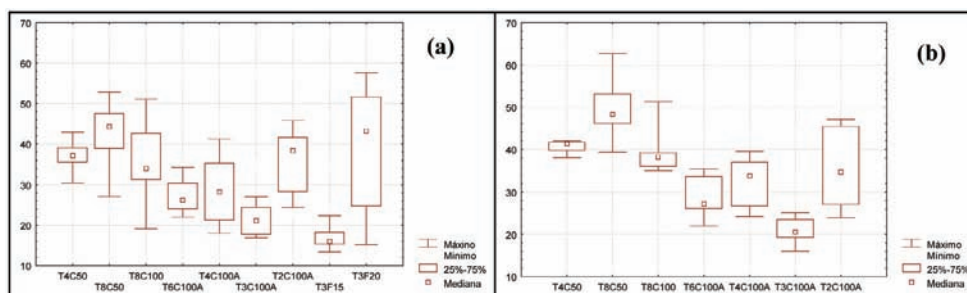 (a)
70
60
50
40
30
20
10
T4C50 T8C100 T4C100A T2C100A T3F20
T8C50 T6C100A T3C100A T3F15
Máximo
Mínimo
25%-75%
Mediana
(b)
70
60
50
40
30
20
10
T4C50 T8C50 T8C100 T6C100A T4C100A T3C100A T2C100A
Máximo
Mínimo
25%-75%
Mediana